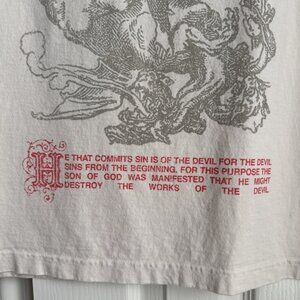 HE THAT COMMITS SIN IS OF THE DEVIL FOR THE DEVIL
SINS FROM THE BEGINNING, FOR THIS PURPOSE THE
SON OF GOD WAS MANIFESTED THAT HE MIGHT
DESTROY THE WORKS OF THE DEVIL